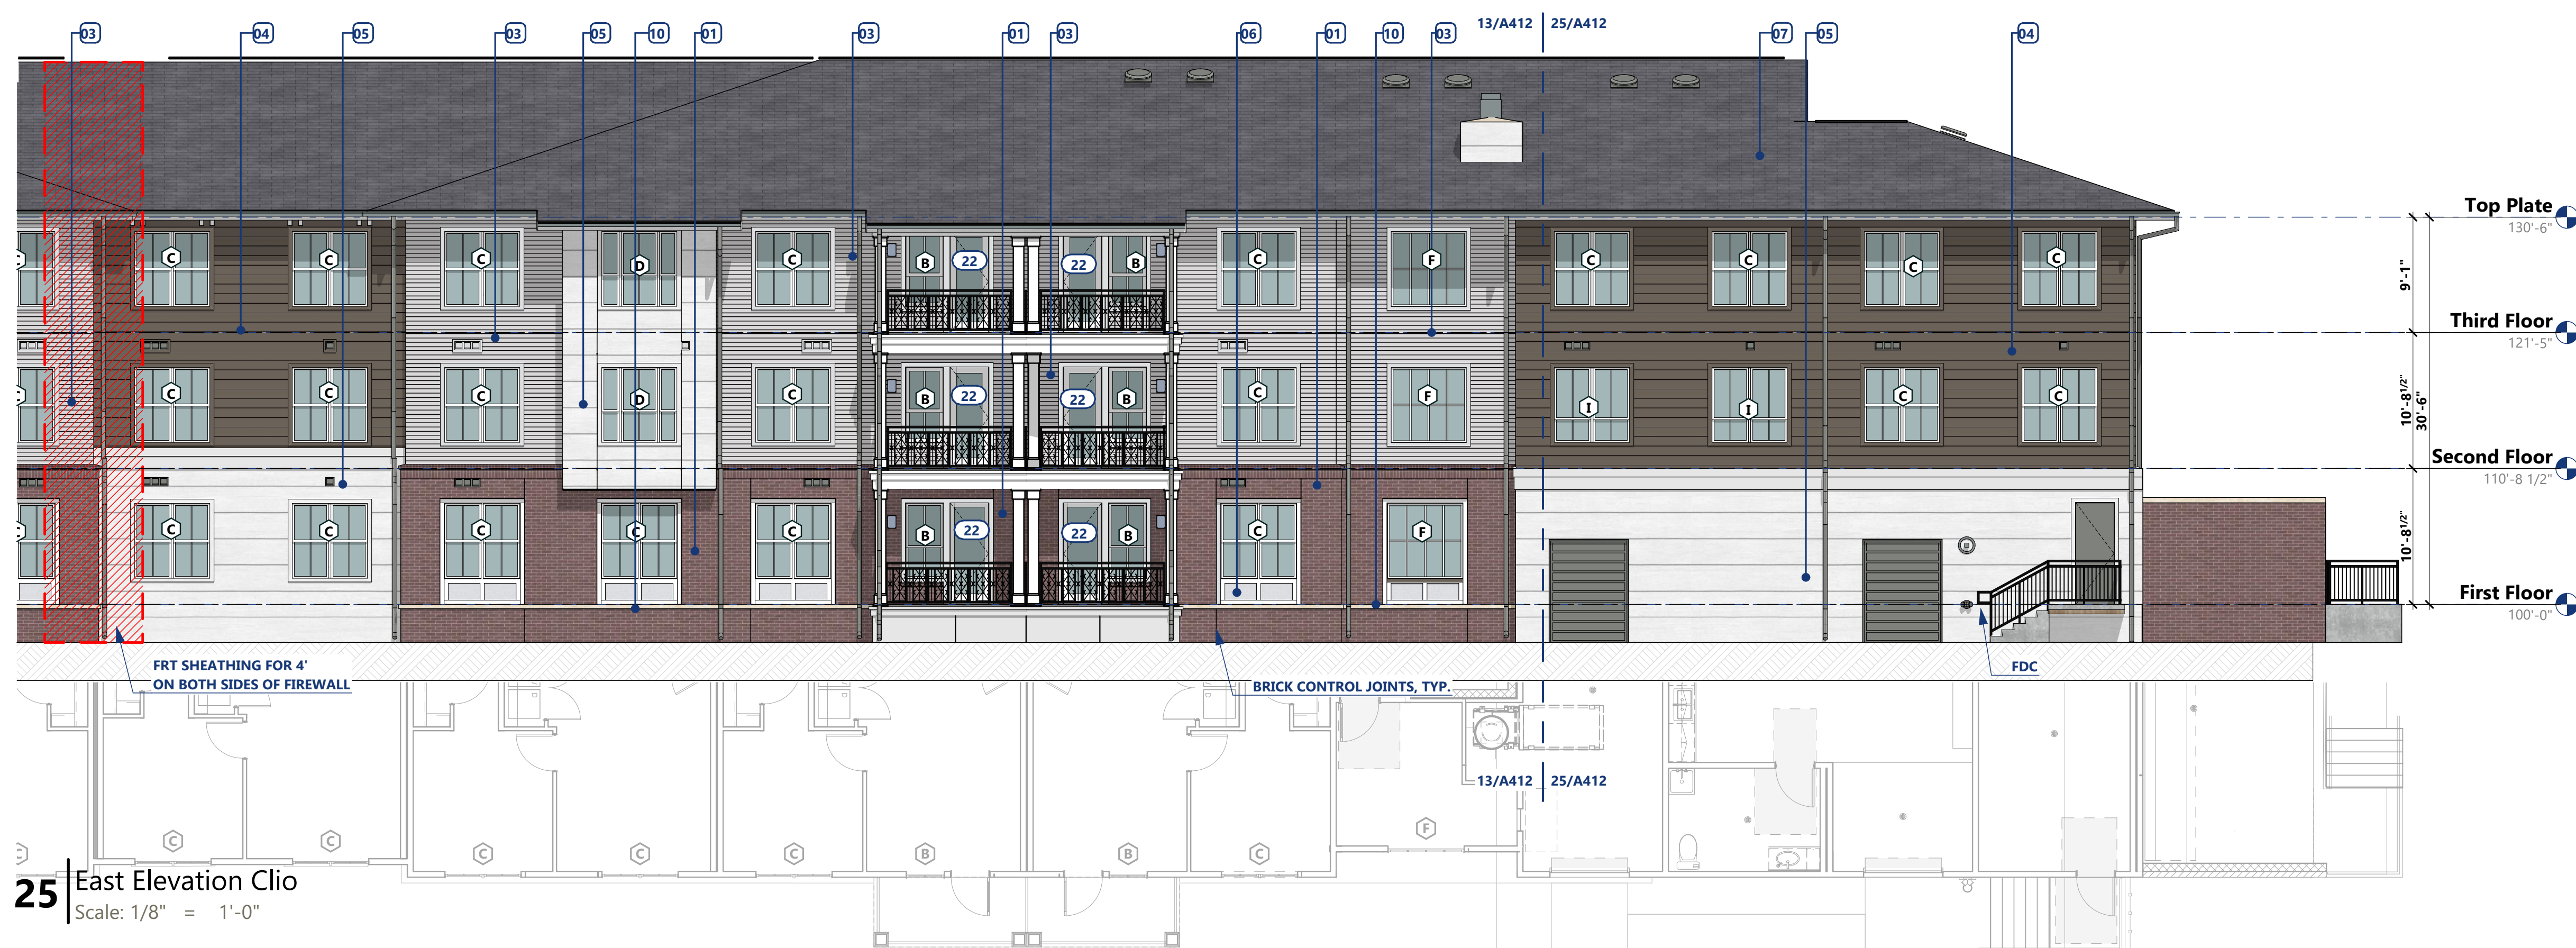 13/A412 25/A412
03 04 05 03 05 10 01 03 01 03 06 01 10 03 07 05 04
Top Plate
130'-6"
C C C D C B 22 22 B C F C C C C
9'-1"
Third Floor
121'-5"
C C C D C B 22 22 B C F I I C C
10'-8 1/2"
30'-6"
Second Floor
110'-8 1/2"
C C C C C B 22 22 B C F
10'-8 1/2"
First Floor
100'-0"
FRT SHEATHING FOR 4'
ON BOTH SIDES OF FIREWALL
BRICK CONTROL JOINTS, TYP.
FDC
13/A412 25/A412
C C C C C B B C F
25
East Elevation Clio
Scale: 1/8" = 1'-0"